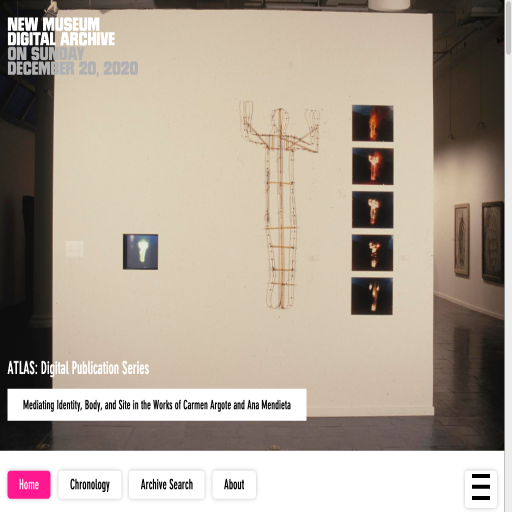 NEW MUSEUM
DIGITAL ARCHIVE
ON SUNDAY
DECEMBER 20, 2020
ATLAS: Digital Publication Series
Mediating Identity, Body, and Site in the Works of Carmen Argote and Ana Mendieta
Home
Chronology
Archive Search
About